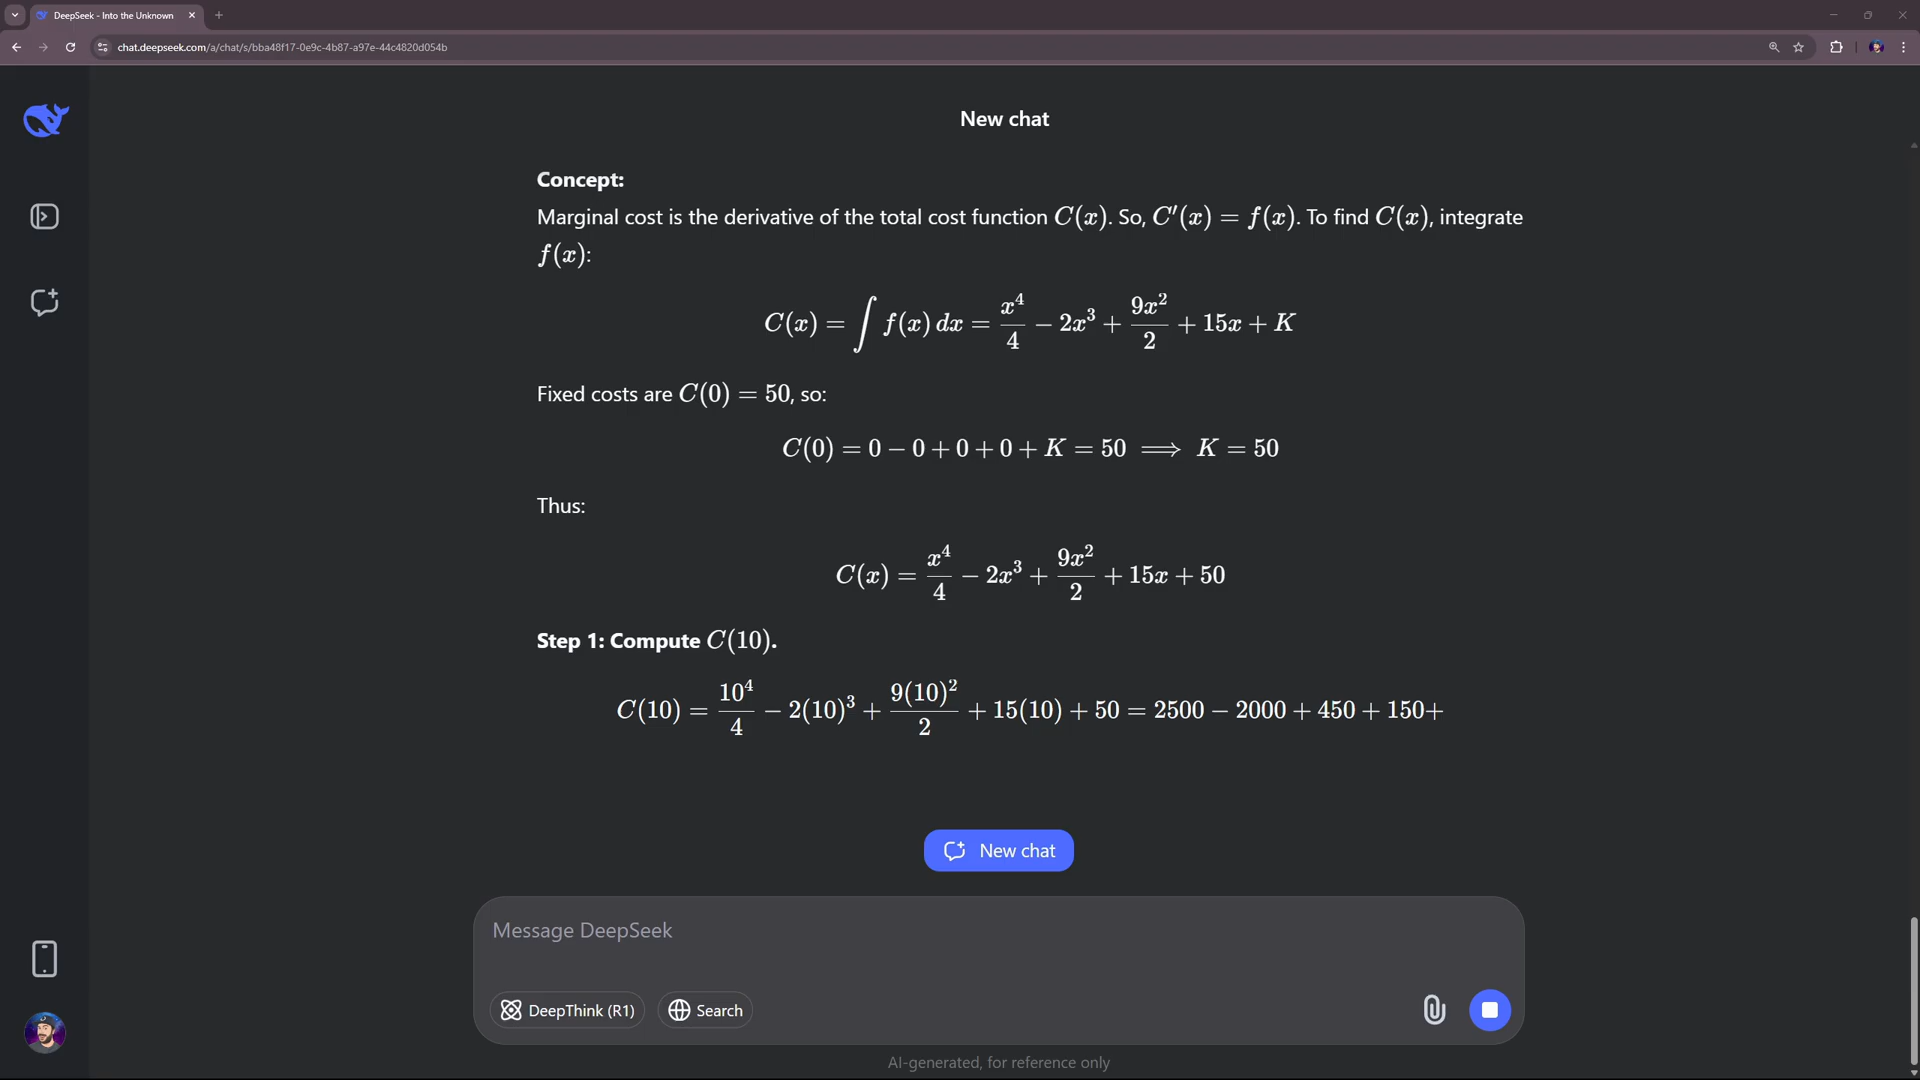 DeepSeek - Into the Unknown
chat.deepseek.com/a/chat/s/bba48f17-0e9c-4b87-a97e-44c4820d054b
New chat
Concept:
Marginal cost is the derivative of the total cost function C(x). So, C′(x) = f(x). To find C(x), integrate
f(x):
C(x) = ∫ f(x) dx = x⁴/4 − 2x³ + 9x²/2 + 15x + K
Fixed costs are C(0) = 50, so:
C(0) = 0 − 0 + 0 + 0 + K = 50 ⟹ K = 50
Thus:
C(x) = x⁴/4 − 2x³ + 9x²/2 + 15x + 50
Step 1: Compute C(10).
C(10) = 10⁴/4 − 2(10)³ + 9(10)²/2 + 15(10) + 50 = 2500 − 2000 + 450 + 150+
New chat
Message DeepSeek
DeepThink (R1)
Search
AI-generated, for reference only